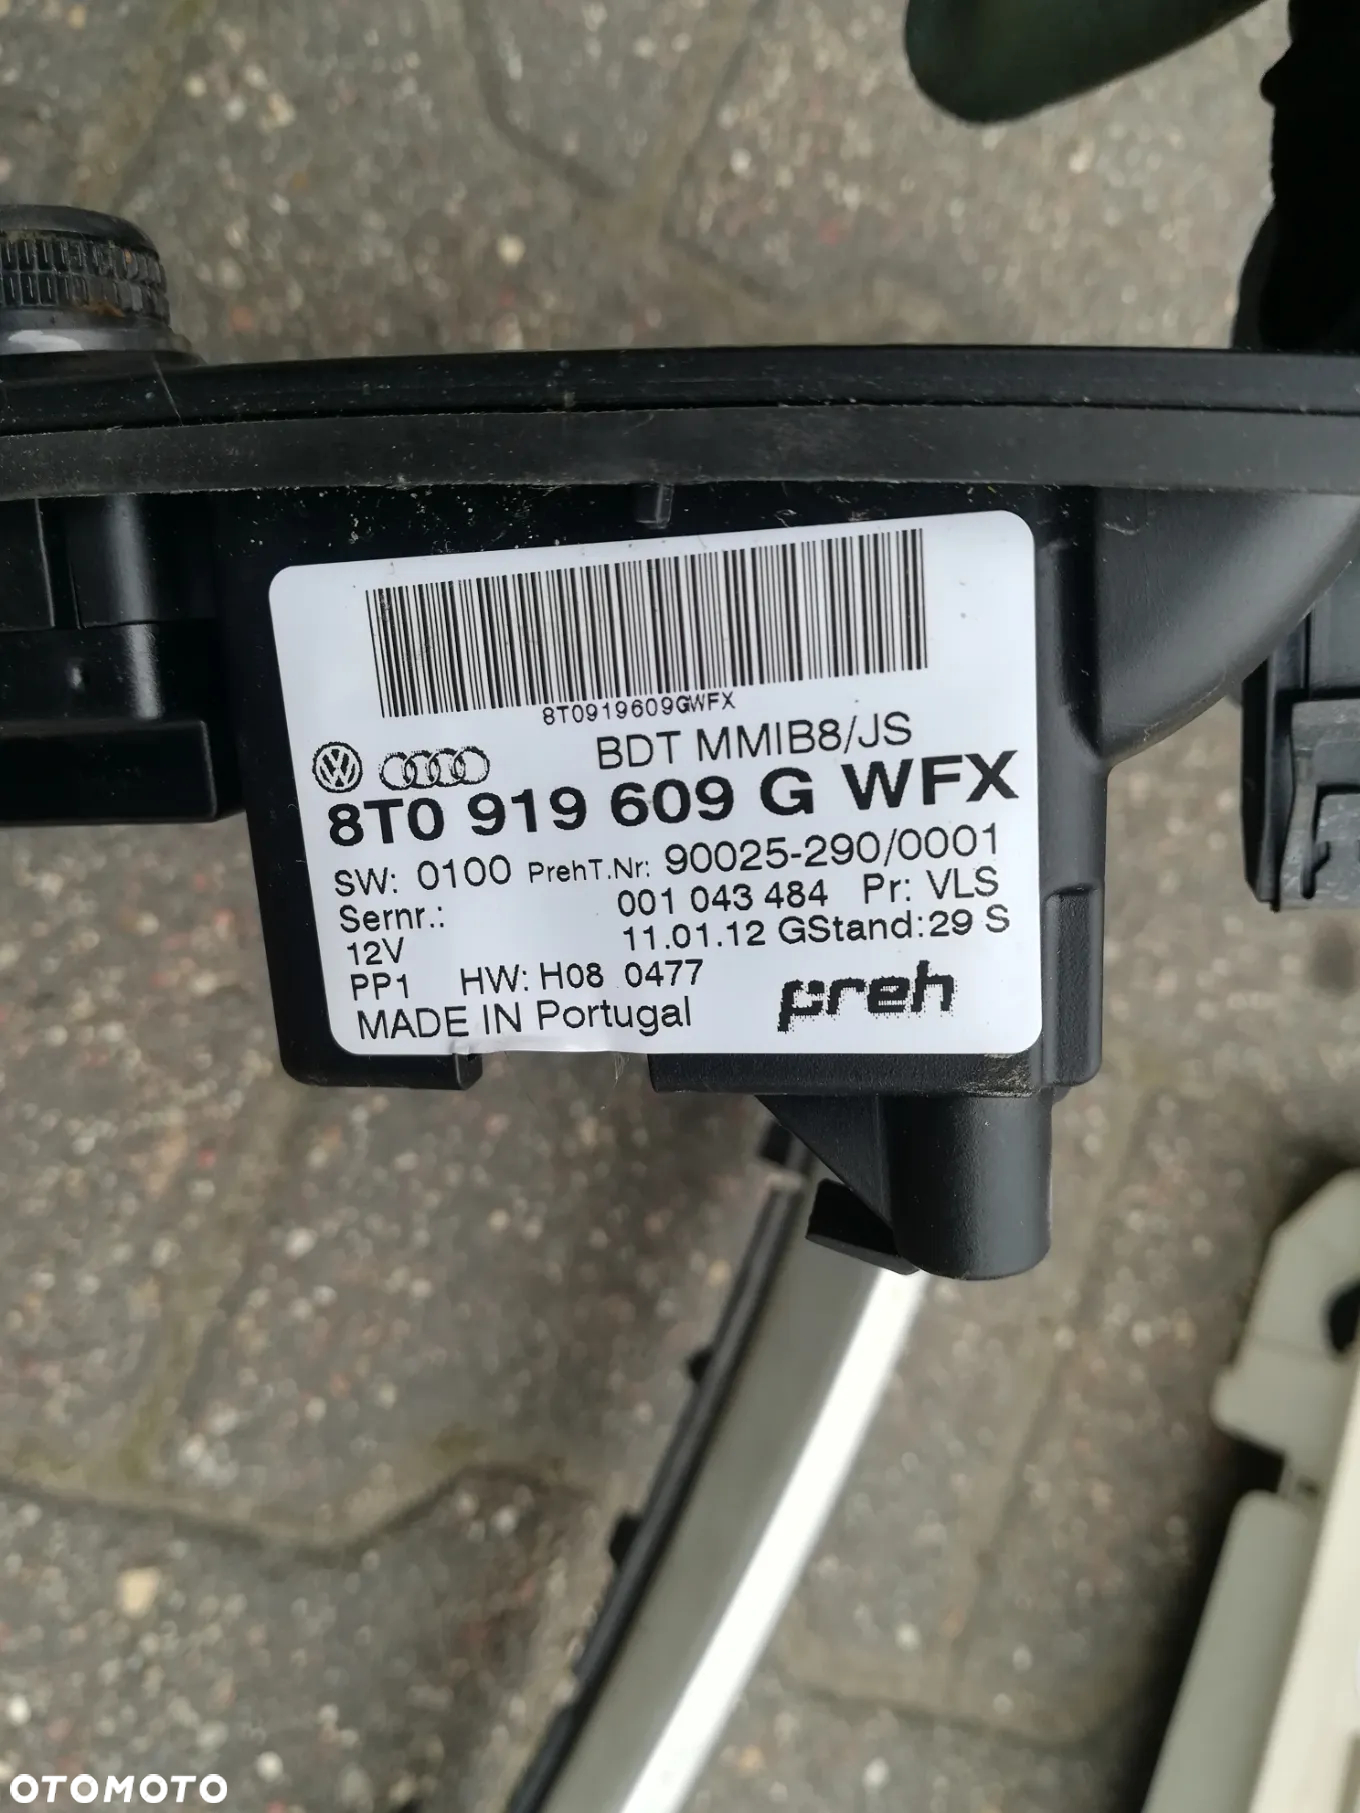 8T0919609GWFX
BDT MMIB8/JS
8T0 919 609 G WFX
SW: 0100 PrehT.Nr: 90025-290/0001
Sernr.: 001 043 484 Pr: VLS
12V 11.01.12 GStand:29 S
PP1 HW: H08 0477
MADE IN Portugal
preh
OTOMOTO